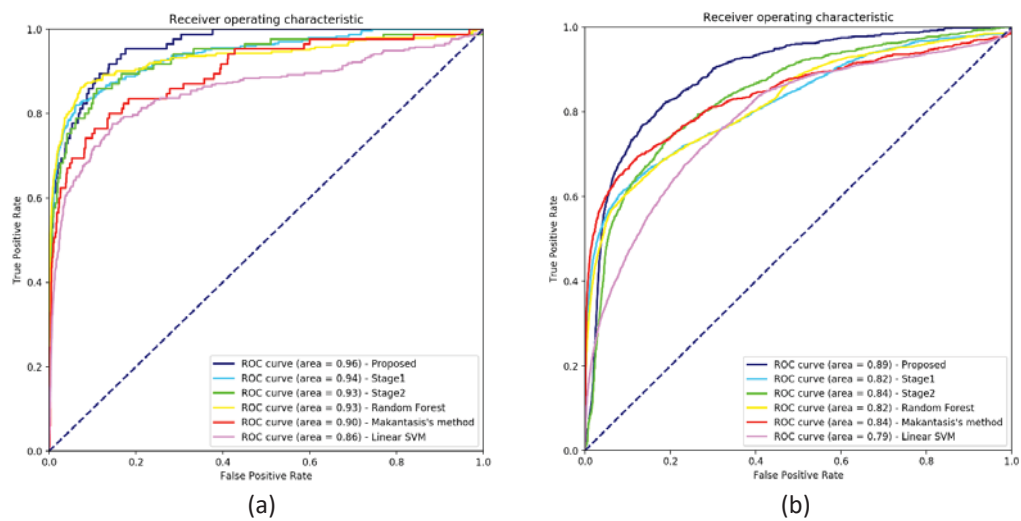 Receiver operating characteristic
1.0
0.8
0.6
0.4
0.2
0.0
True Positive Rate
ROC curve (area = 0.96) - Proposed
ROC curve (area = 0.94) - Stage1
ROC curve (area = 0.93) - Stage2
ROC curve (area = 0.93) - Random Forest
ROC curve (area = 0.90) - Makantasis's method
ROC curve (area = 0.86) - Linear SVM
0.0 0.2 0.4 0.6 0.8 1.0
False Positive Rate
(a)
Receiver operating characteristic
1.0
0.8
0.6
0.4
0.2
0.0
True Positive Rate
ROC curve (area = 0.89) - Proposed
ROC curve (area = 0.82) - Stage1
ROC curve (area = 0.84) - Stage2
ROC curve (area = 0.82) - Random Forest
ROC curve (area = 0.84) - Makantasis's method
ROC curve (area = 0.79) - Linear SVM
0.0 0.2 0.4 0.6 0.8 1.0
False Positive Rate
(b)